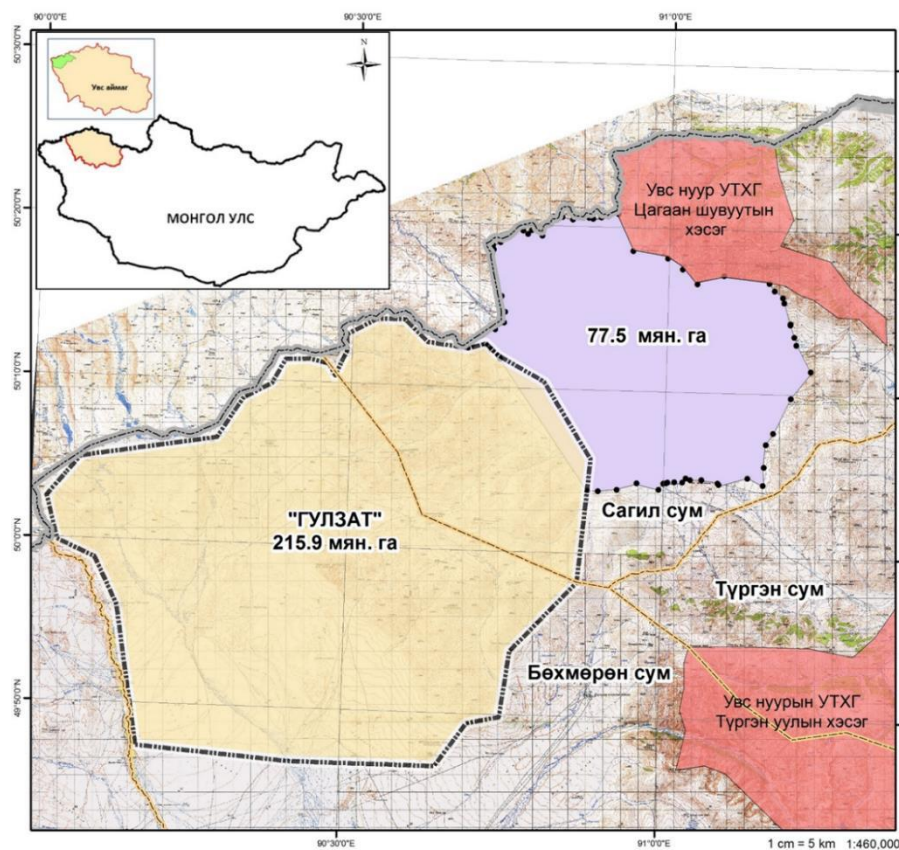 90°0'0"E
90°30'0"E
91°0'0"E
50°30'0"N
N
Увс аймаг
МОНГОЛ УЛС
50°20'0"N
Увс нуур УТХГ
Цагаан шувуутын
хэсэг
77.5 мян. га
50°10'0"N
"ГУЛЗАТ"
215.9 мян. га
Сагил сум
50°0'0"N
Түргэн сум
Бөхмөрөн сум
Увс нуурын УТХГ
Түргэн уулын хэсэг
49°50'0"N
90°30'0"E
91°0'0"E
1 cm = 5 km 1:460,000